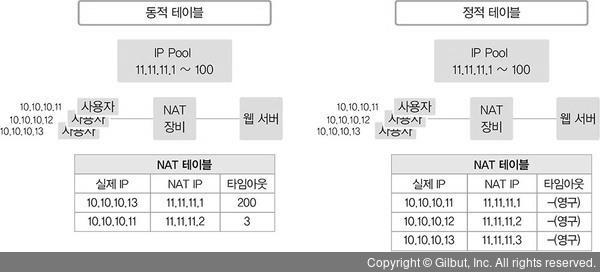 동적 테이블
IP Pool
11.11.11.1 ~ 100
10.10.10.11
10.10.10.12
10.10.10.13
사용자
사용자
사용자
NAT
장비
웹 서버
NAT 테이블
실제 IP NAT IP 타임아웃
10.10.10.13 11.11.11.1 200
10.10.10.11 11.11.11.2 3
정적 테이블
IP Pool
11.11.11.1 ~ 100
10.10.10.11
10.10.10.12
10.10.10.13
사용자
사용자
사용자
NAT
장비
웹 서버
NAT 테이블
실제 IP NAT IP 타임아웃
10.10.10.11 11.11.11.1 -(영구)
10.10.10.12 11.11.11.2 -(영구)
10.10.10.13 11.11.11.3 -(영구)
Copyright © Gilbut, Inc. All rights reserved.